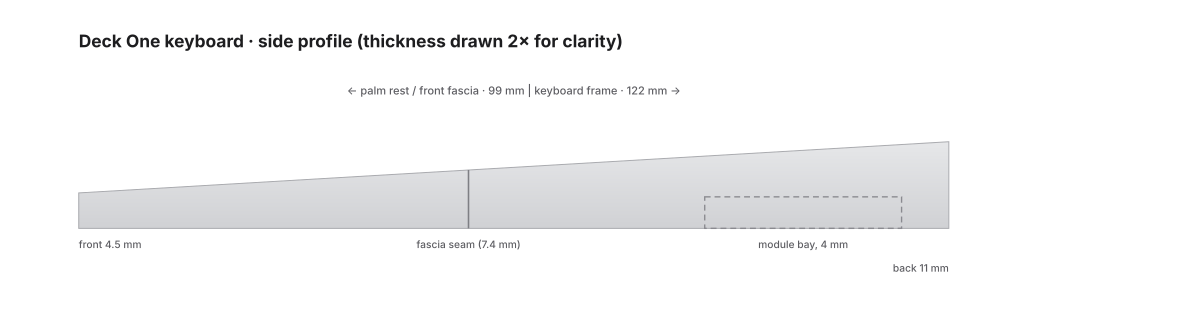 Deck One keyboard · side profile (thickness drawn 2× for clarity)
← palm rest / front fascia · 99 mm | keyboard frame · 122 mm →
front 4.5 mm
fascia seam (7.4 mm)
module bay, 4 mm
back 11 mm